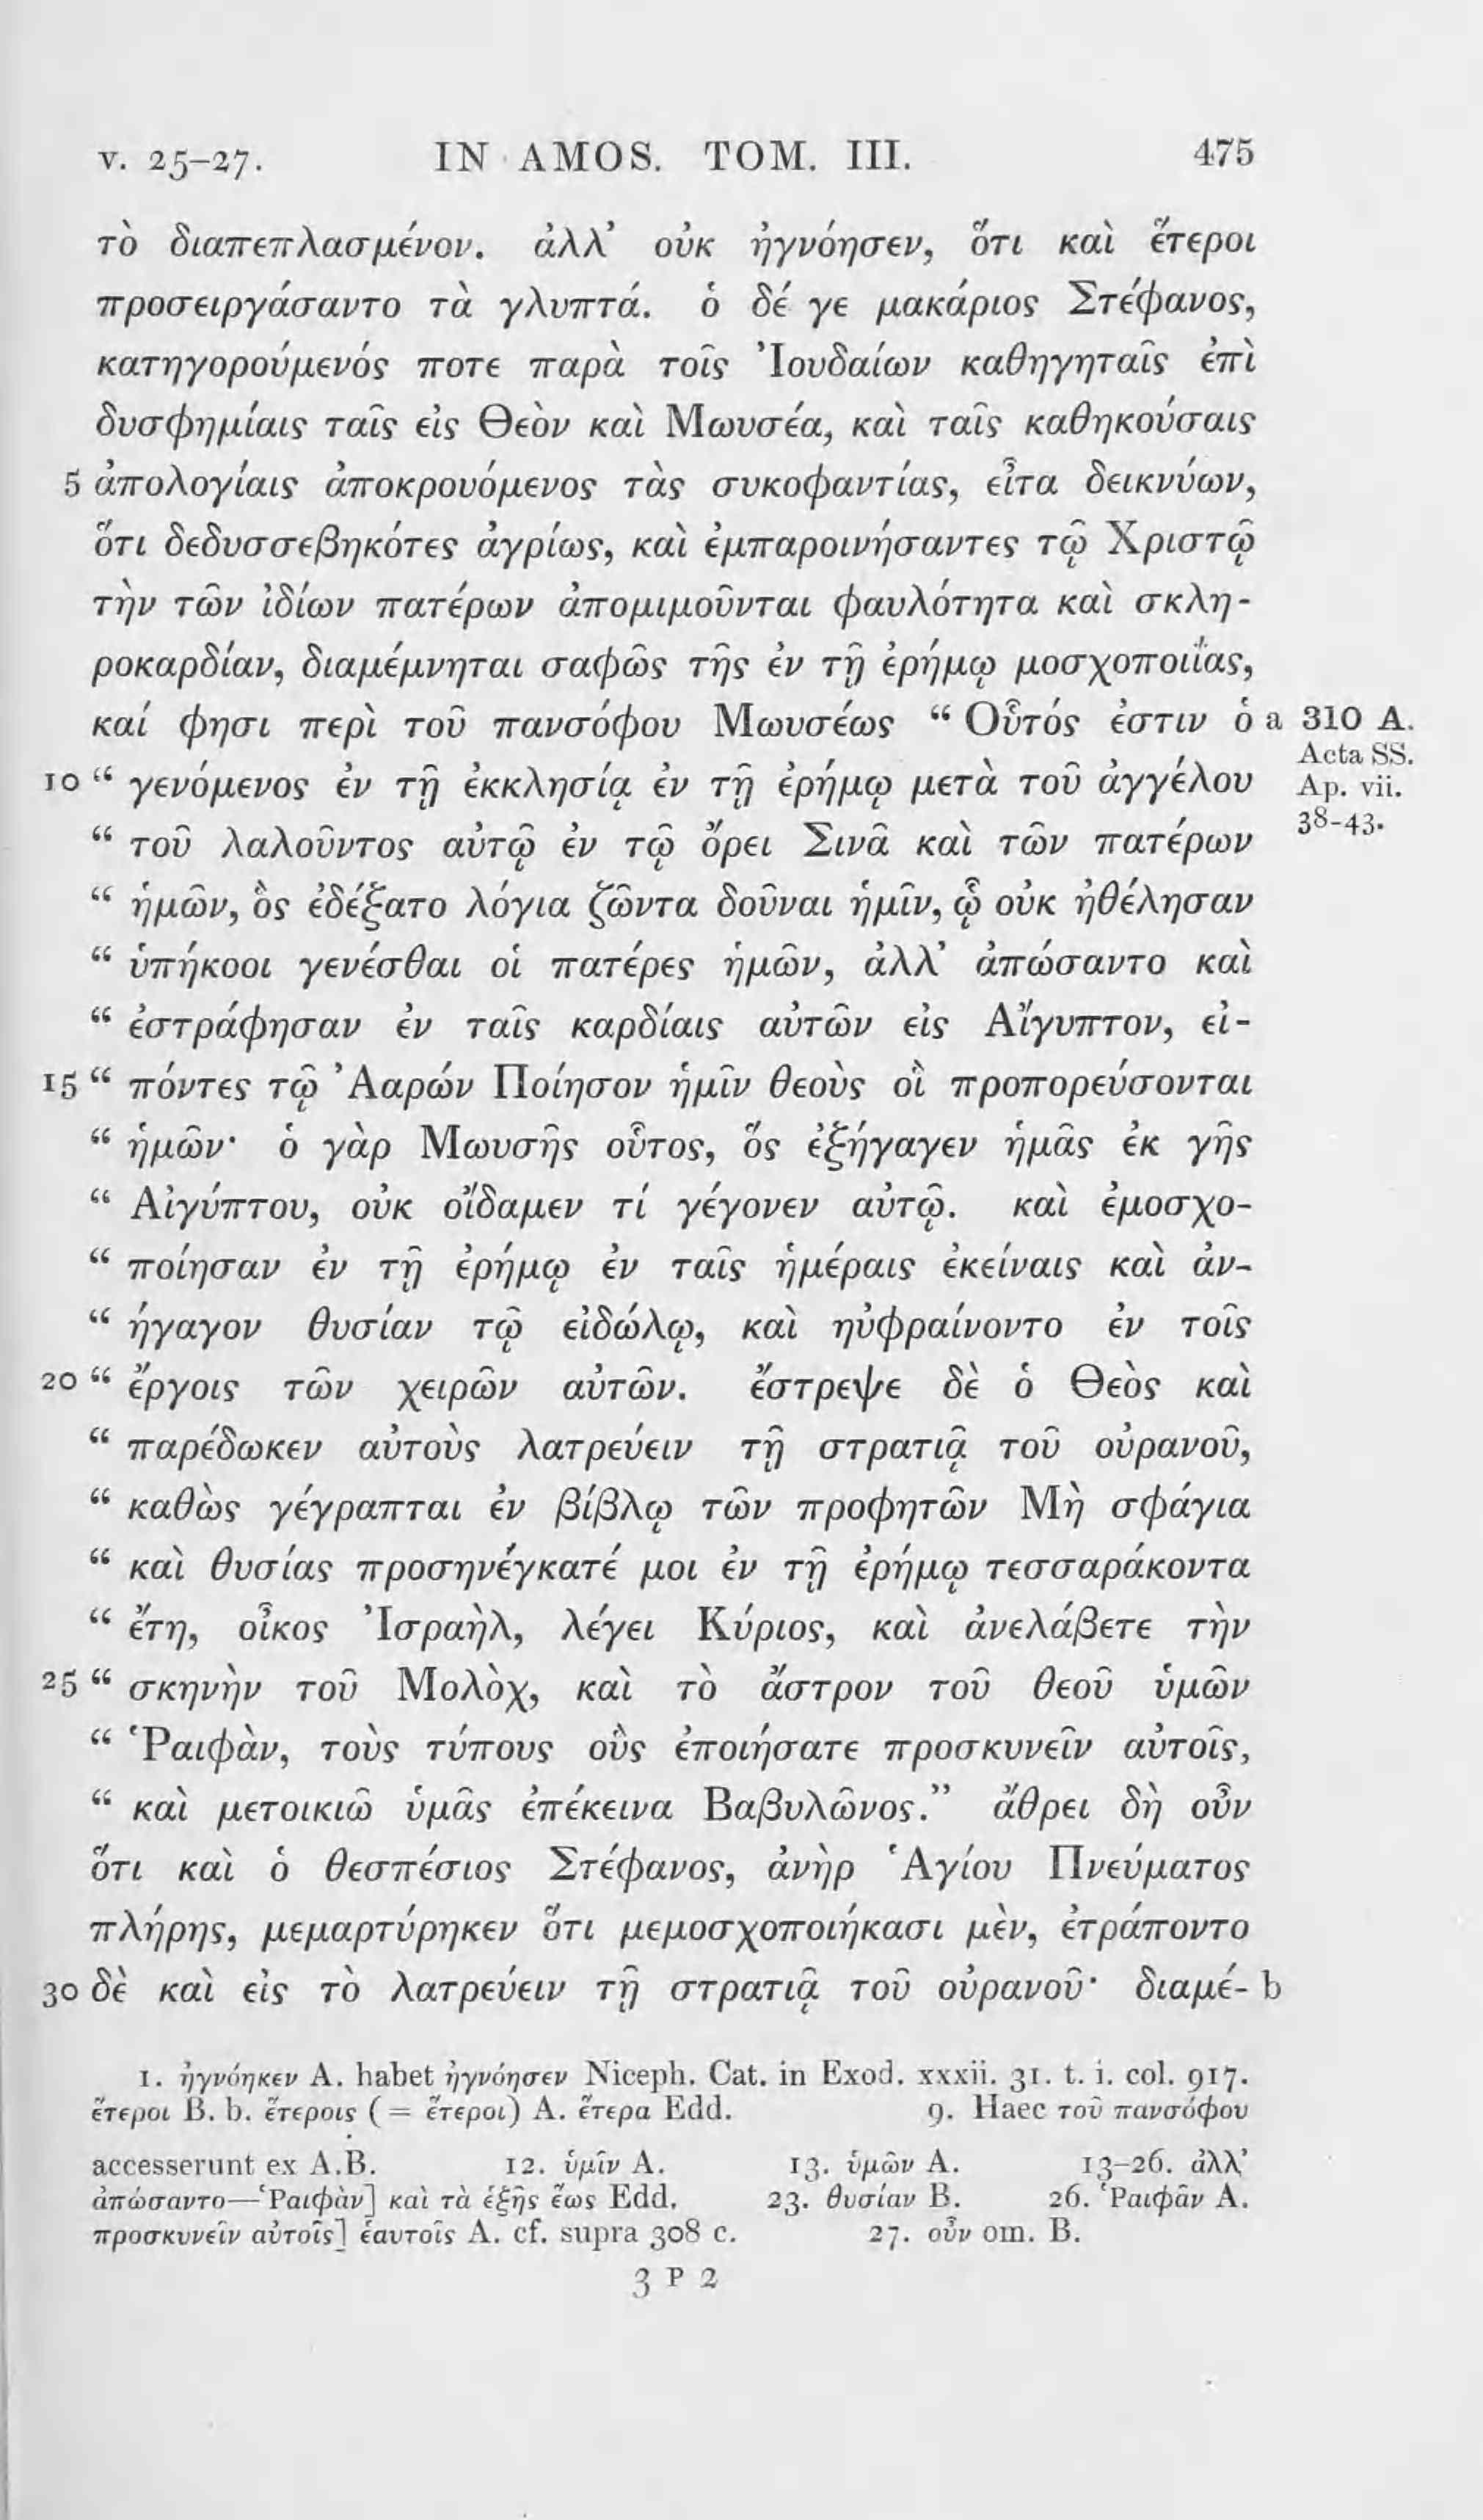 v. 25–27. IN AMOS. TOM. III. 475
τὸ διαπεπλασμένον. ἀλλ’ οὐκ ἠγνόησεν, ὅτι καὶ ἕτεροι
προσειργάσαντο τὰ γλυπτά. ὁ δέ γε μακάριος Στέφανος,
κατηγορούμενός ποτε παρὰ τοῖς Ἰουδαίων καθηγηταῖς ἐπὶ
δυσφημίαις ταῖς εἰς Θεὸν καὶ Μωυσέα, καὶ ταῖς καθηκούσαις
5 ἀπολογίαις ἀποκρουόμενος τὰς συκοφαντίας, εἶτα δεικνύων,
ὅτι δεδυσσεβηκότες ἀγρίως, καὶ ἐμπαροινήσαντες τῷ Χριστῷ
τὴν τῶν ἰδίων πατέρων ἀπομιμοῦνται φαυλότητα καὶ σκλη-
ροκαρδίαν, διαμέμνηται σαφῶς τῆς ἐν τῇ ἐρήμῳ μοσχοποιΐας,
καί φησι περὶ τοῦ πανσόφου Μωυσέως “ Οὗτός ἐστιν ὁ a 310 A.
Acta SS.
10 “ γενόμενος ἐν τῇ ἐκκλησίᾳ ἐν τῇ ἐρήμῳ μετὰ τοῦ ἀγγέλου Ap. vii.
38–43.
“ τοῦ λαλοῦντος αὐτῷ ἐν τῷ ὄρει Σινᾶ καὶ τῶν πατέρων
“ ἡμῶν, ὃς ἐδέξατο λόγια ζῶντα δοῦναι ἡμῖν, ᾧ οὐκ ἠθέλησαν
“ ὑπήκοοι γενέσθαι οἱ πατέρες ἡμῶν, ἀλλ’ ἀπώσαντο καὶ
“ ἐστράφησαν ἐν ταῖς καρδίαις αὐτῶν εἰς Αἴγυπτον, εἰ-
15 “ πόντες τῷ Ἀαρών Ποίησον ἡμῖν θεοὺς οἳ προπορεύσονται
“ ἡμῶν· ὁ γὰρ Μωυσῆς οὗτος, ὅς ἐξήγαγεν ἡμᾶς ἐκ γῆς
“ Αἰγύπτου, οὐκ οἴδαμεν τί γέγονεν αὐτῷ. καὶ ἐμοσχο-
“ ποίησαν ἐν τῇ ἐρήμῳ ἐν ταῖς ἡμέραις ἐκείναις καὶ ἀν-
“ ήγαγον θυσίαν τῷ εἰδώλῳ, καὶ ηὐφραίνοντο ἐν τοῖς
20 “ ἔργοις τῶν χειρῶν αὐτῶν. ἔστρεψε δὲ ὁ Θεὸς καὶ
“ παρέδωκεν αὐτοὺς λατρεύειν τῇ στρατιᾷ τοῦ οὐρανοῦ,
“ καθὼς γέγραπται ἐν βίβλῳ τῶν προφητῶν Μὴ σφάγια
“ καὶ θυσίας προσηνέγκατέ μοι ἐν τῇ ἐρήμῳ τεσσαράκοντα
“ ἔτη, οἶκος Ἰσραὴλ, λέγει Κύριος, καὶ ἀνελάβετε τὴν
25 “ σκηνὴν τοῦ Μολὸχ, καὶ τὸ ἄστρον τοῦ θεοῦ ὑμῶν
“ Ῥαιφὰν, τοὺς τύπους οὓς ἐποιήσατε προσκυνεῖν αὐτοῖς,
“ καὶ μετοικιῶ ὑμᾶς ἐπέκεινα Βαβυλῶνος.” ἄθρει δὴ οὖν
ὅτι καὶ ὁ θεσπέσιος Στέφανος, ἀνὴρ Ἁγίου Πνεύματος
πλήρης, μεμαρτύρηκεν ὅτι μεμοσχοποιήκασι μὲν, ἐτράποντο
30 δὲ καὶ εἰς τὸ λατρεύειν τῇ στρατιᾷ τοῦ οὐρανοῦ· διαμέ- b
1. ἠγνόηκεν A. habet ἠγνόησεν Niceph. Cat. in Exod. xxxii. 31. t. i. col. 917.
ἕτεροι B. b. ἕτεροις (= ἕτεροι) A. ἕτερα Edd. 9. Haec τοῦ πανσόφου
accesserunt ex A.B. 12. ὑμῖν A. 13. ὑμῶν A. 13–26. ἀλλ’
ἀπώσαντο—Ῥαιφὰν] καὶ τὰ ἑξῆς ἕως Edd. 23. θυσίαν B. 26. Ῥαιφᾶν A.
προσκυνεῖν αὐτοῖς] ἑαυτοῖς A. cf. supra 308 c. 27. οὖν om. B.
3 P 2